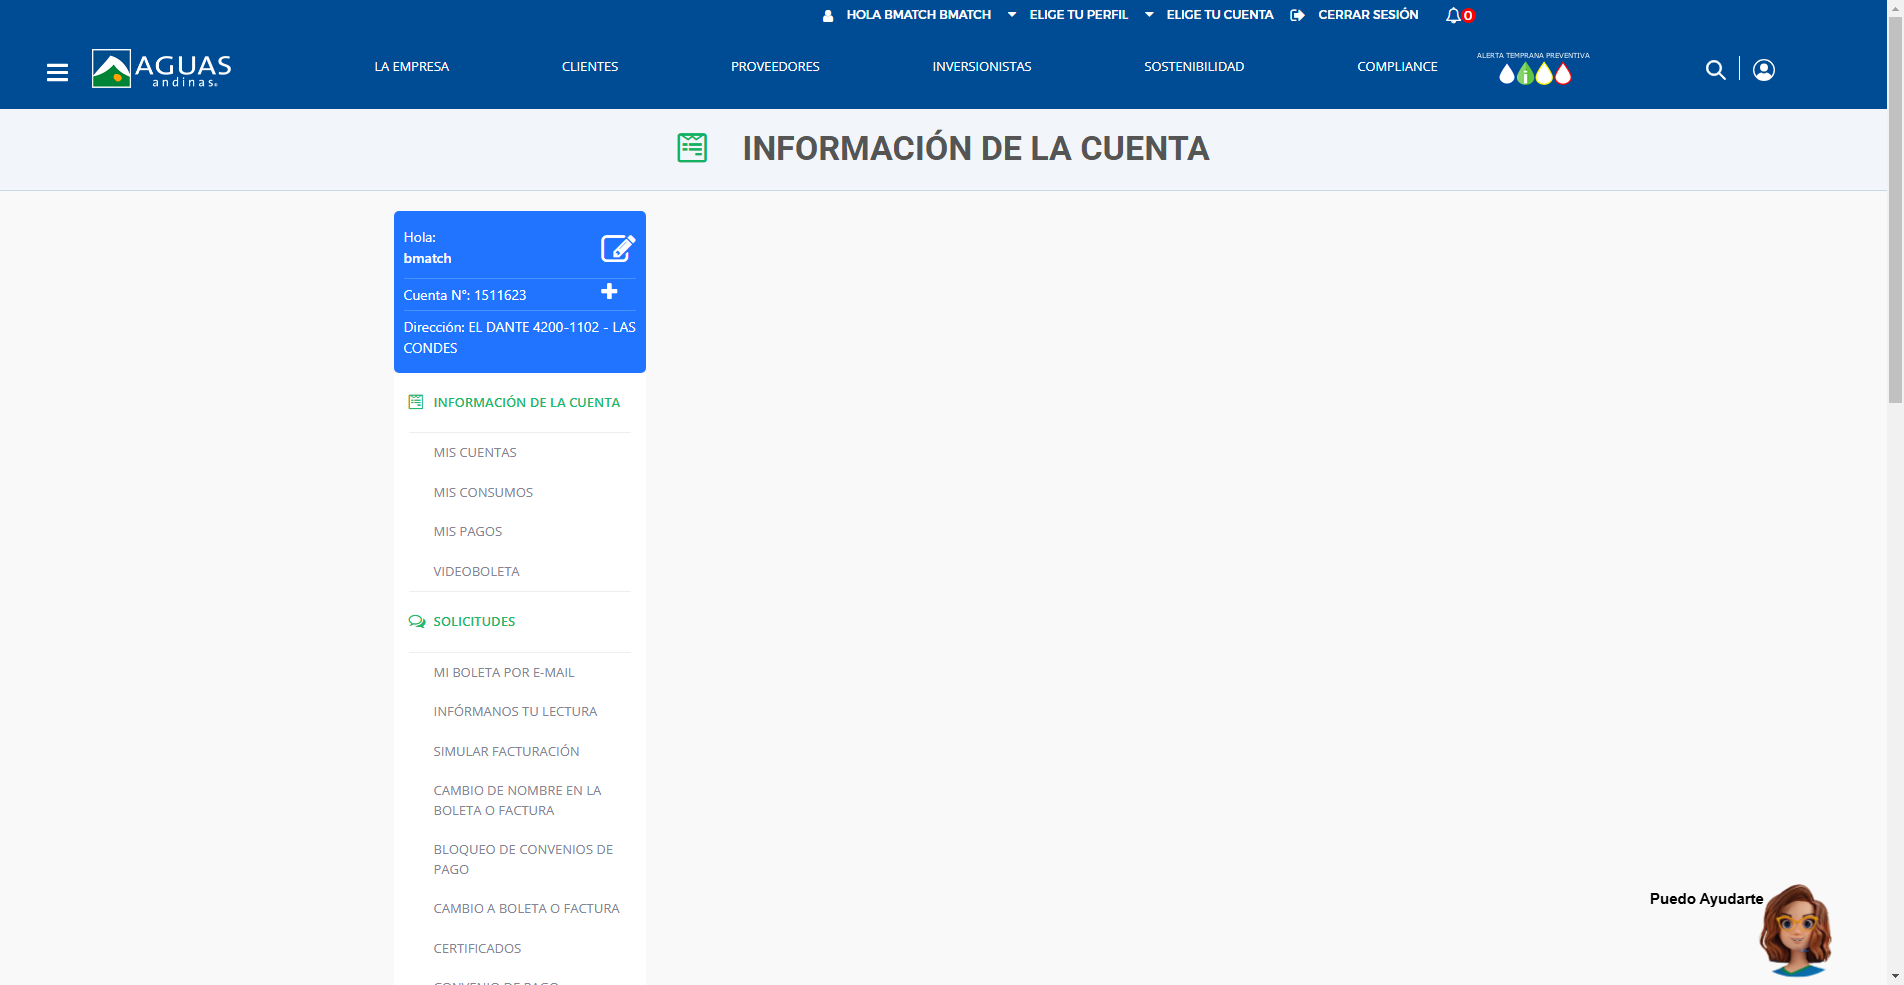 HOLA BMATCH BMATCH ELIGE TU PERFIL ELIGE TU CUENTA CERRAR SESIÓN 0
AGUAS
andinas
LA EMPRESA CLIENTES PROVEEDORES INVERSIONISTAS SOSTENIBILIDAD COMPLIANCE
ALERTA TEMPRANA PREVENTIVA
INFORMACIÓN DE LA CUENTA
Hola:
bmatch
Cuenta N°: 1511623
Dirección: EL DANTE 4200-1102 - LAS
CONDES
INFORMACIÓN DE LA CUENTA
MIS CUENTAS
MIS CONSUMOS
MIS PAGOS
VIDEOBOLETA
SOLICITUDES
MI BOLETA POR E-MAIL
INFÓRMANOS TU LECTURA
SIMULAR FACTURACIÓN
CAMBIO DE NOMBRE EN LA
BOLETA O FACTURA
BLOQUEO DE CONVENIOS DE
PAGO
CAMBIO A BOLETA O FACTURA
CERTIFICADOS
CONVENIO DE PAGO
Puedo Ayudarte